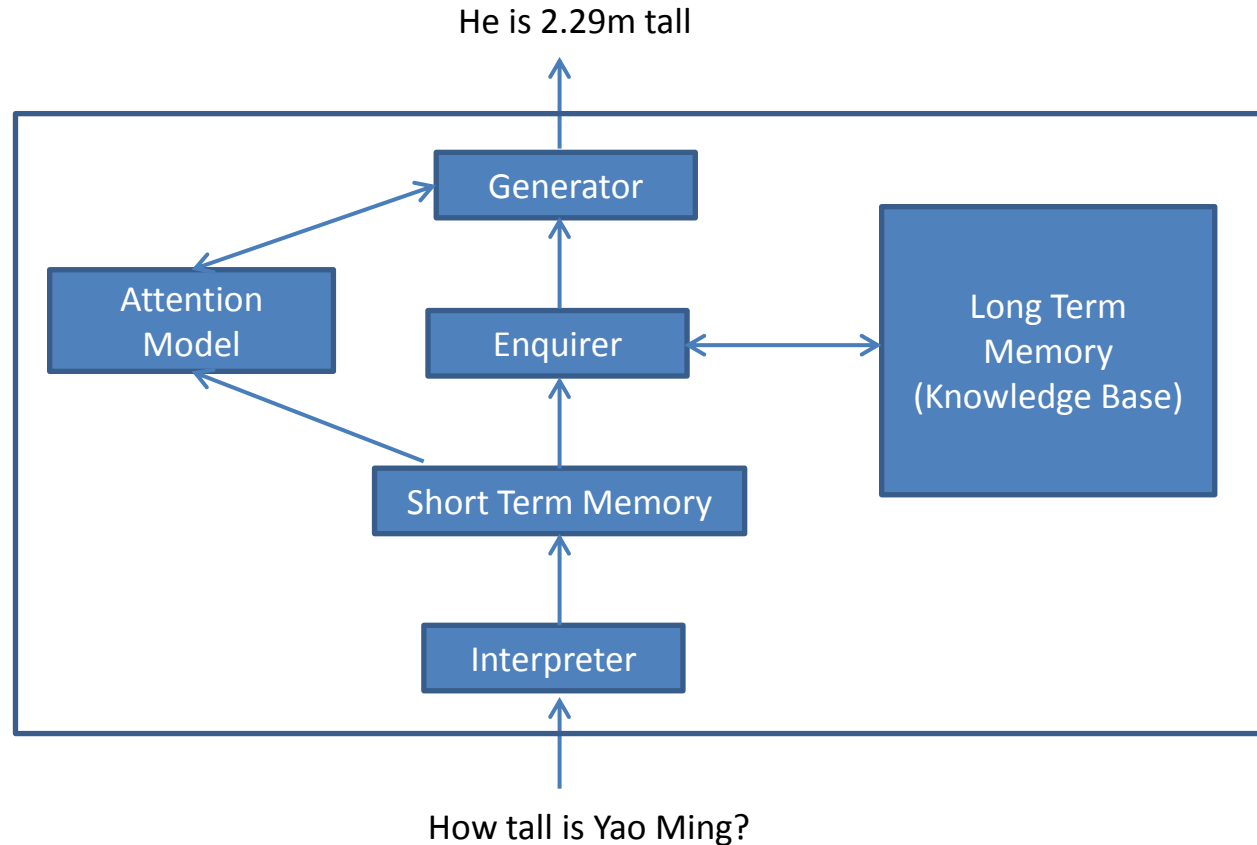 He is 2.29m tall
Generator
Attention
Model
Enquirer
Long Term
Memory
(Knowledge Base)
Short Term Memory
Interpreter
How tall is Yao Ming?